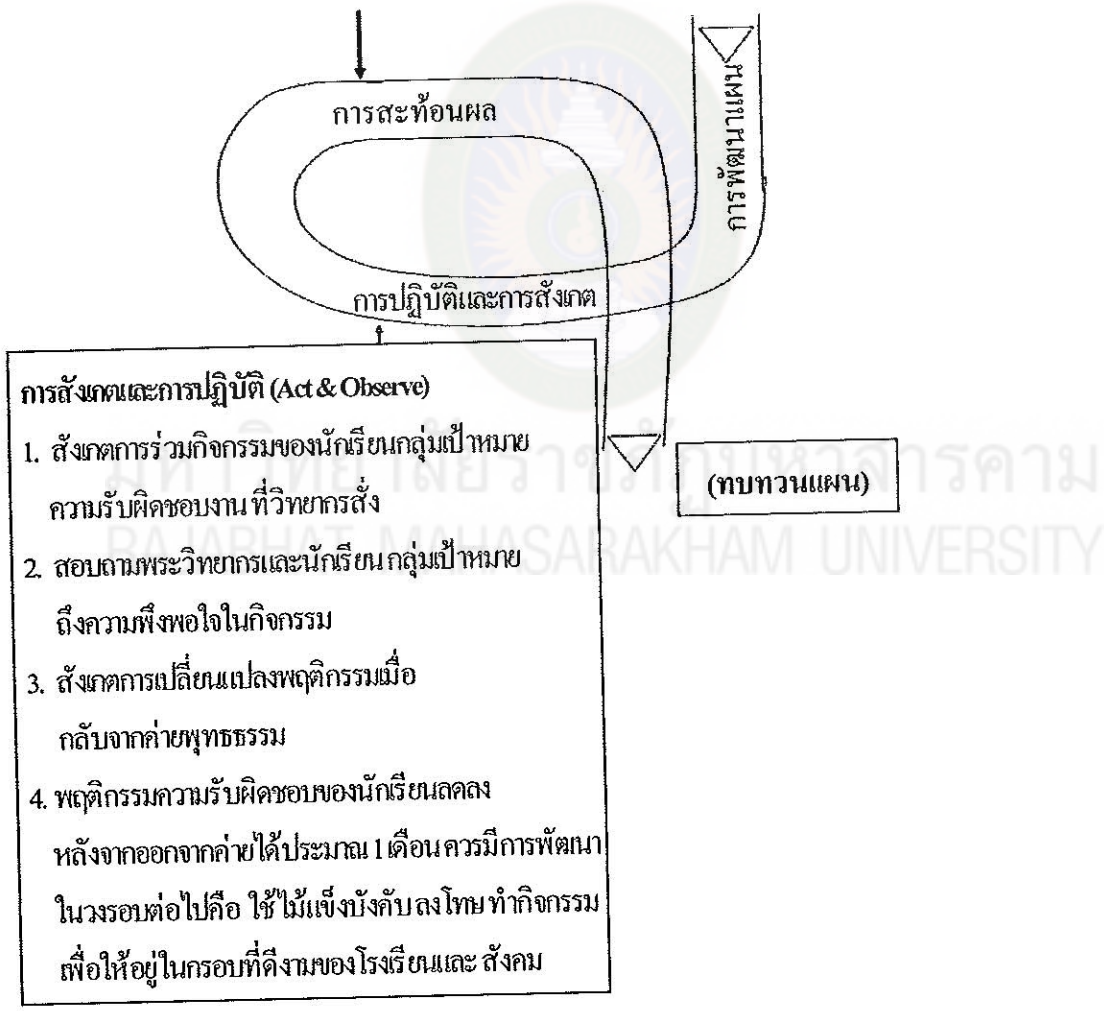 การสะท้อนผล
การพัฒนาแผน
การปฏิบัติและการสังเกต
การสังเกตและการปฏิบัติ (Act & Observe)
1. สังเกตการร่วมกิจกรรมของนักเรียนกลุ่มเป้าหมาย
ความรับผิดชอบงาน ที่วิทยากรสั่ง
2. สอบถามพระวิทยากรและนักเรียน กลุ่มเป้าหมาย
ถึงความพึงพอใจในกิจกรรม
3. สังเกตการเปลี่ยนแปลงพฤติกรรมเมื่อ
กลับจากค่ายพุทธธรรม
4. พฤติกรรมความรับผิดชอบของนักเรียนลดลง
หลังจากออกจากค่ายได้ประมาณ 1 เดือน ควรมีการพัฒนา
ในวงรอบต่อไปคือ ใช้ไม้แข็งบังคับ ลงโทษ ทำกิจกรรม
เพื่อให้อยู่ในกรอบที่ดีงามของโรงเรียนและ สังคม
(ทบทวนแผน)
มหาวิทยาลัยราชภัฏมหาสารคาม
RAJABHAT MAHASARAKHAM UNIVERSITY